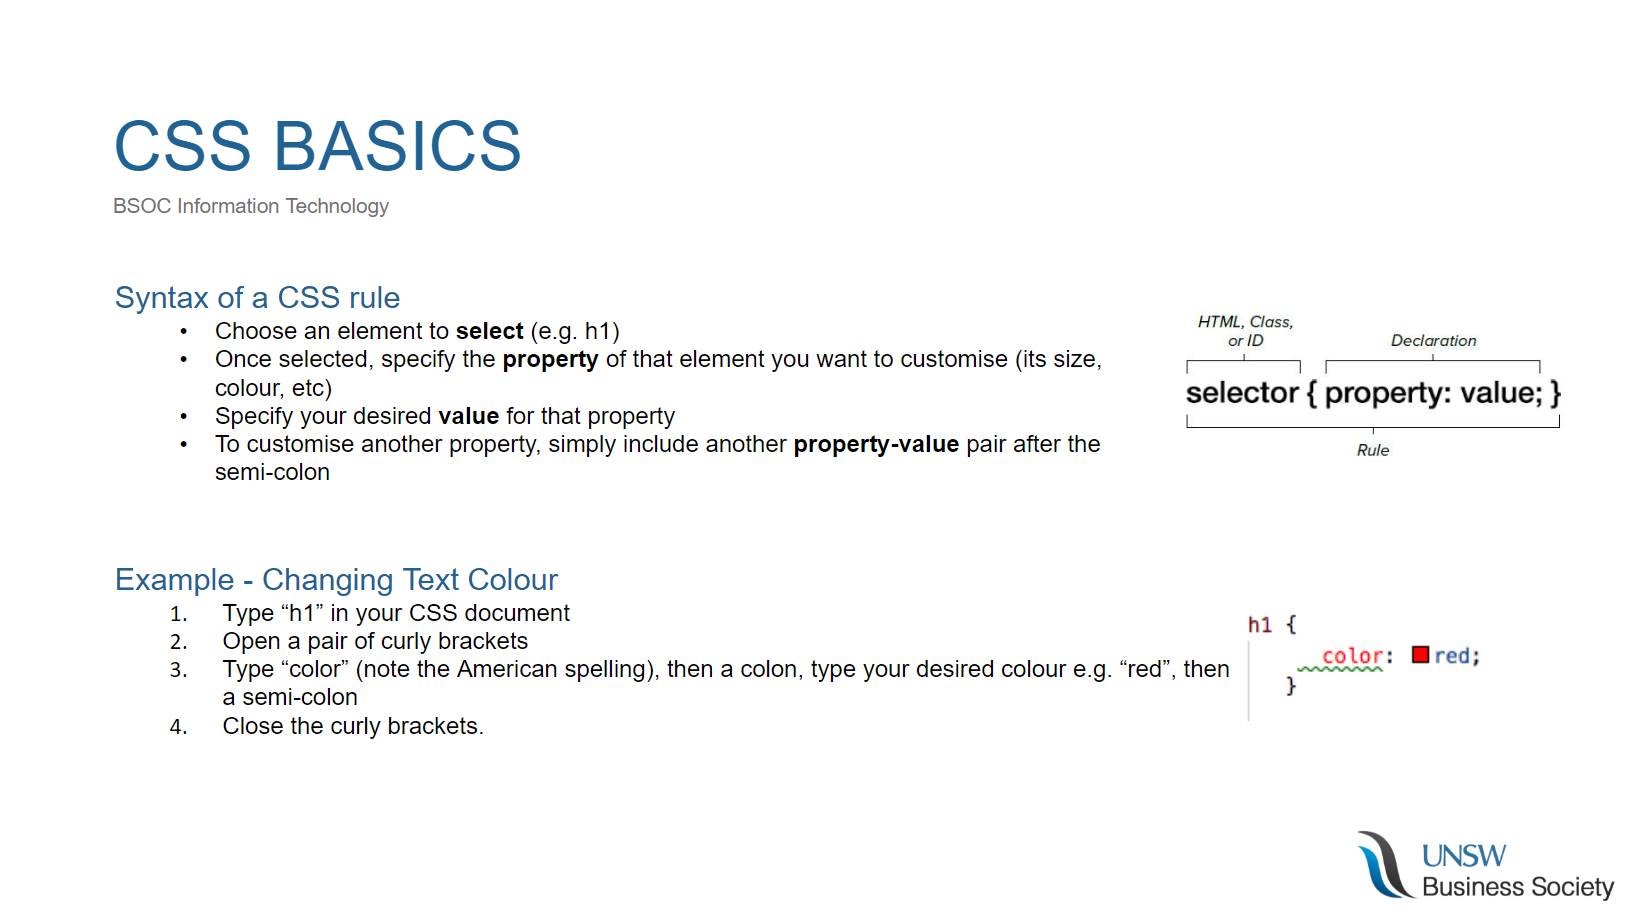 CSS BASICS
BSOC Information Technology
Syntax of a CSS rule
• Choose an element to select (e.g. h1)
• Once selected, specify the property of that element you want to customise (its size,
colour, etc)
• Specify your desired value for that property
• To customise another property, simply include another property-value pair after the
semi-colon
HTML, Class,
or ID
Declaration
selector { property: value; }
Rule
Example - Changing Text Colour
1. Type “h1” in your CSS document
2. Open a pair of curly brackets
3. Type “color” (note the American spelling), then a colon, type your desired colour e.g. “red”, then
a semi-colon
4. Close the curly brackets.
h1 {
color: red;
}
UNSW
Business Society